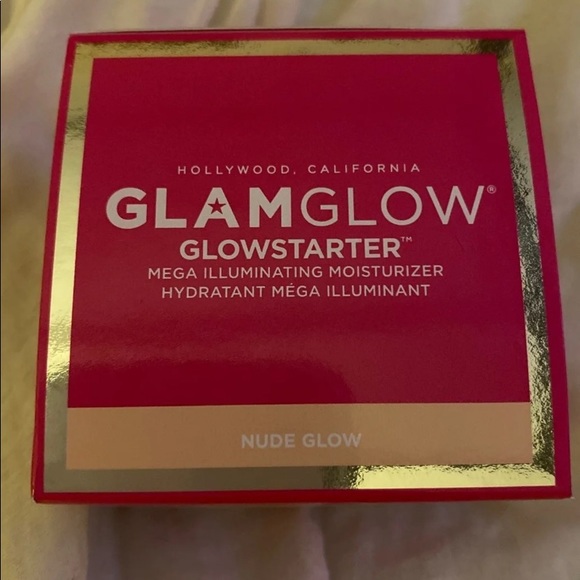 HOLLYWOOD, CALIFORNIA
GLAMGLOW®
GLOWSTARTER™
MEGA ILLUMINATING MOISTURIZER
HYDRATANT MÉGA ILLUMINANT
NUDE GLOW